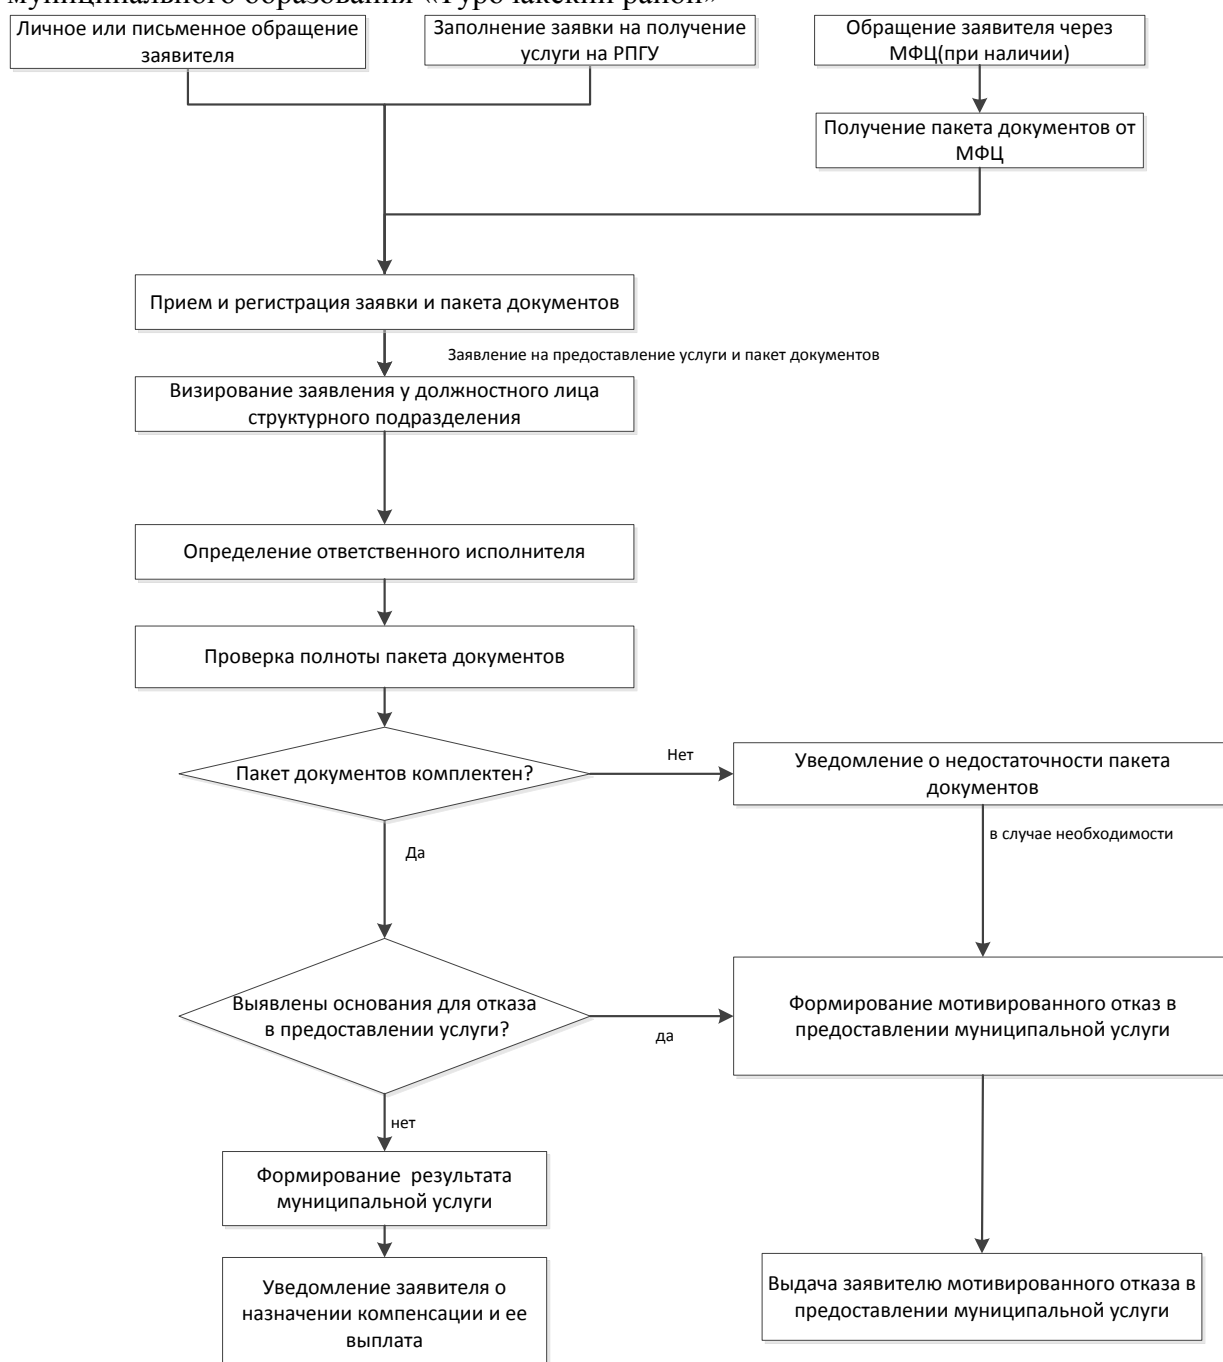 муниципального образования «Турочакский район»
Личное или письменное обращение
заявителя
Заполнение заявки на получение
услуги на РПГУ
Обращение заявителя через
МФЦ(при наличии)
Получение пакета документов от
МФЦ
Прием и регистрация заявки и пакета документов
Заявление на предоставление услуги и пакет документов
Визирование заявления у должностного лица
структурного подразделения
Определение ответственного исполнителя
Проверка полноты пакета документов
Пакет документов комплектен?
Нет
Уведомление о недостаточности пакета
документов
в случае необходимости
Да
Выявлены основания для отказа
в предоставлении услуги?
да
Формирование мотивированного отказ в
предоставлении муниципальной услуги
нет
Формирование результата
муниципальной услуги
Уведомление заявителя о
назначении компенсации и ее
выплата
Выдача заявителю мотивированного отказа в
предоставлении муниципальной услуги